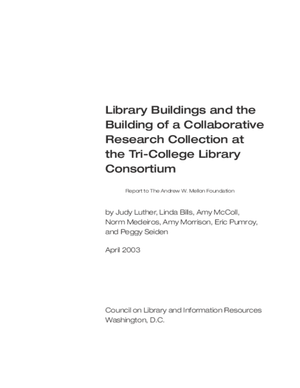 Library Buildings and the
Building of a Collaborative
Research Collection at
the Tri-College Library
Consortium
Report to The Andrew W. Mellon Foundation
by Judy Luther, Linda Bills, Amy McColl,
Norm Medeiros, Amy Morrison, Eric Pumroy,
and Peggy Seiden
April 2003
Council on Library and Information Resources
Washington, D.C.